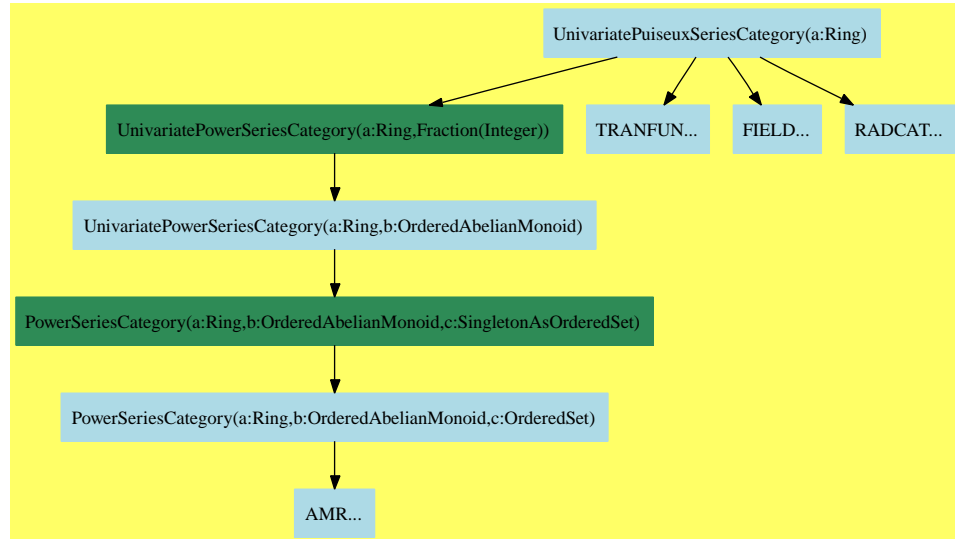 UnivariatePuiseuxSeriesCategory(a:Ring)
UnivariatePowerSeriesCategory(a:Ring,Fraction(Integer))
TRANFUN...
FIELD...
RADCAT...
UnivariatePowerSeriesCategory(a:Ring,b:OrderedAbelianMonoid)
PowerSeriesCategory(a:Ring,b:OrderedAbelianMonoid,c:SingletonAsOrderedSet)
PowerSeriesCategory(a:Ring,b:OrderedAbelianMonoid,c:OrderedSet)
AMR...